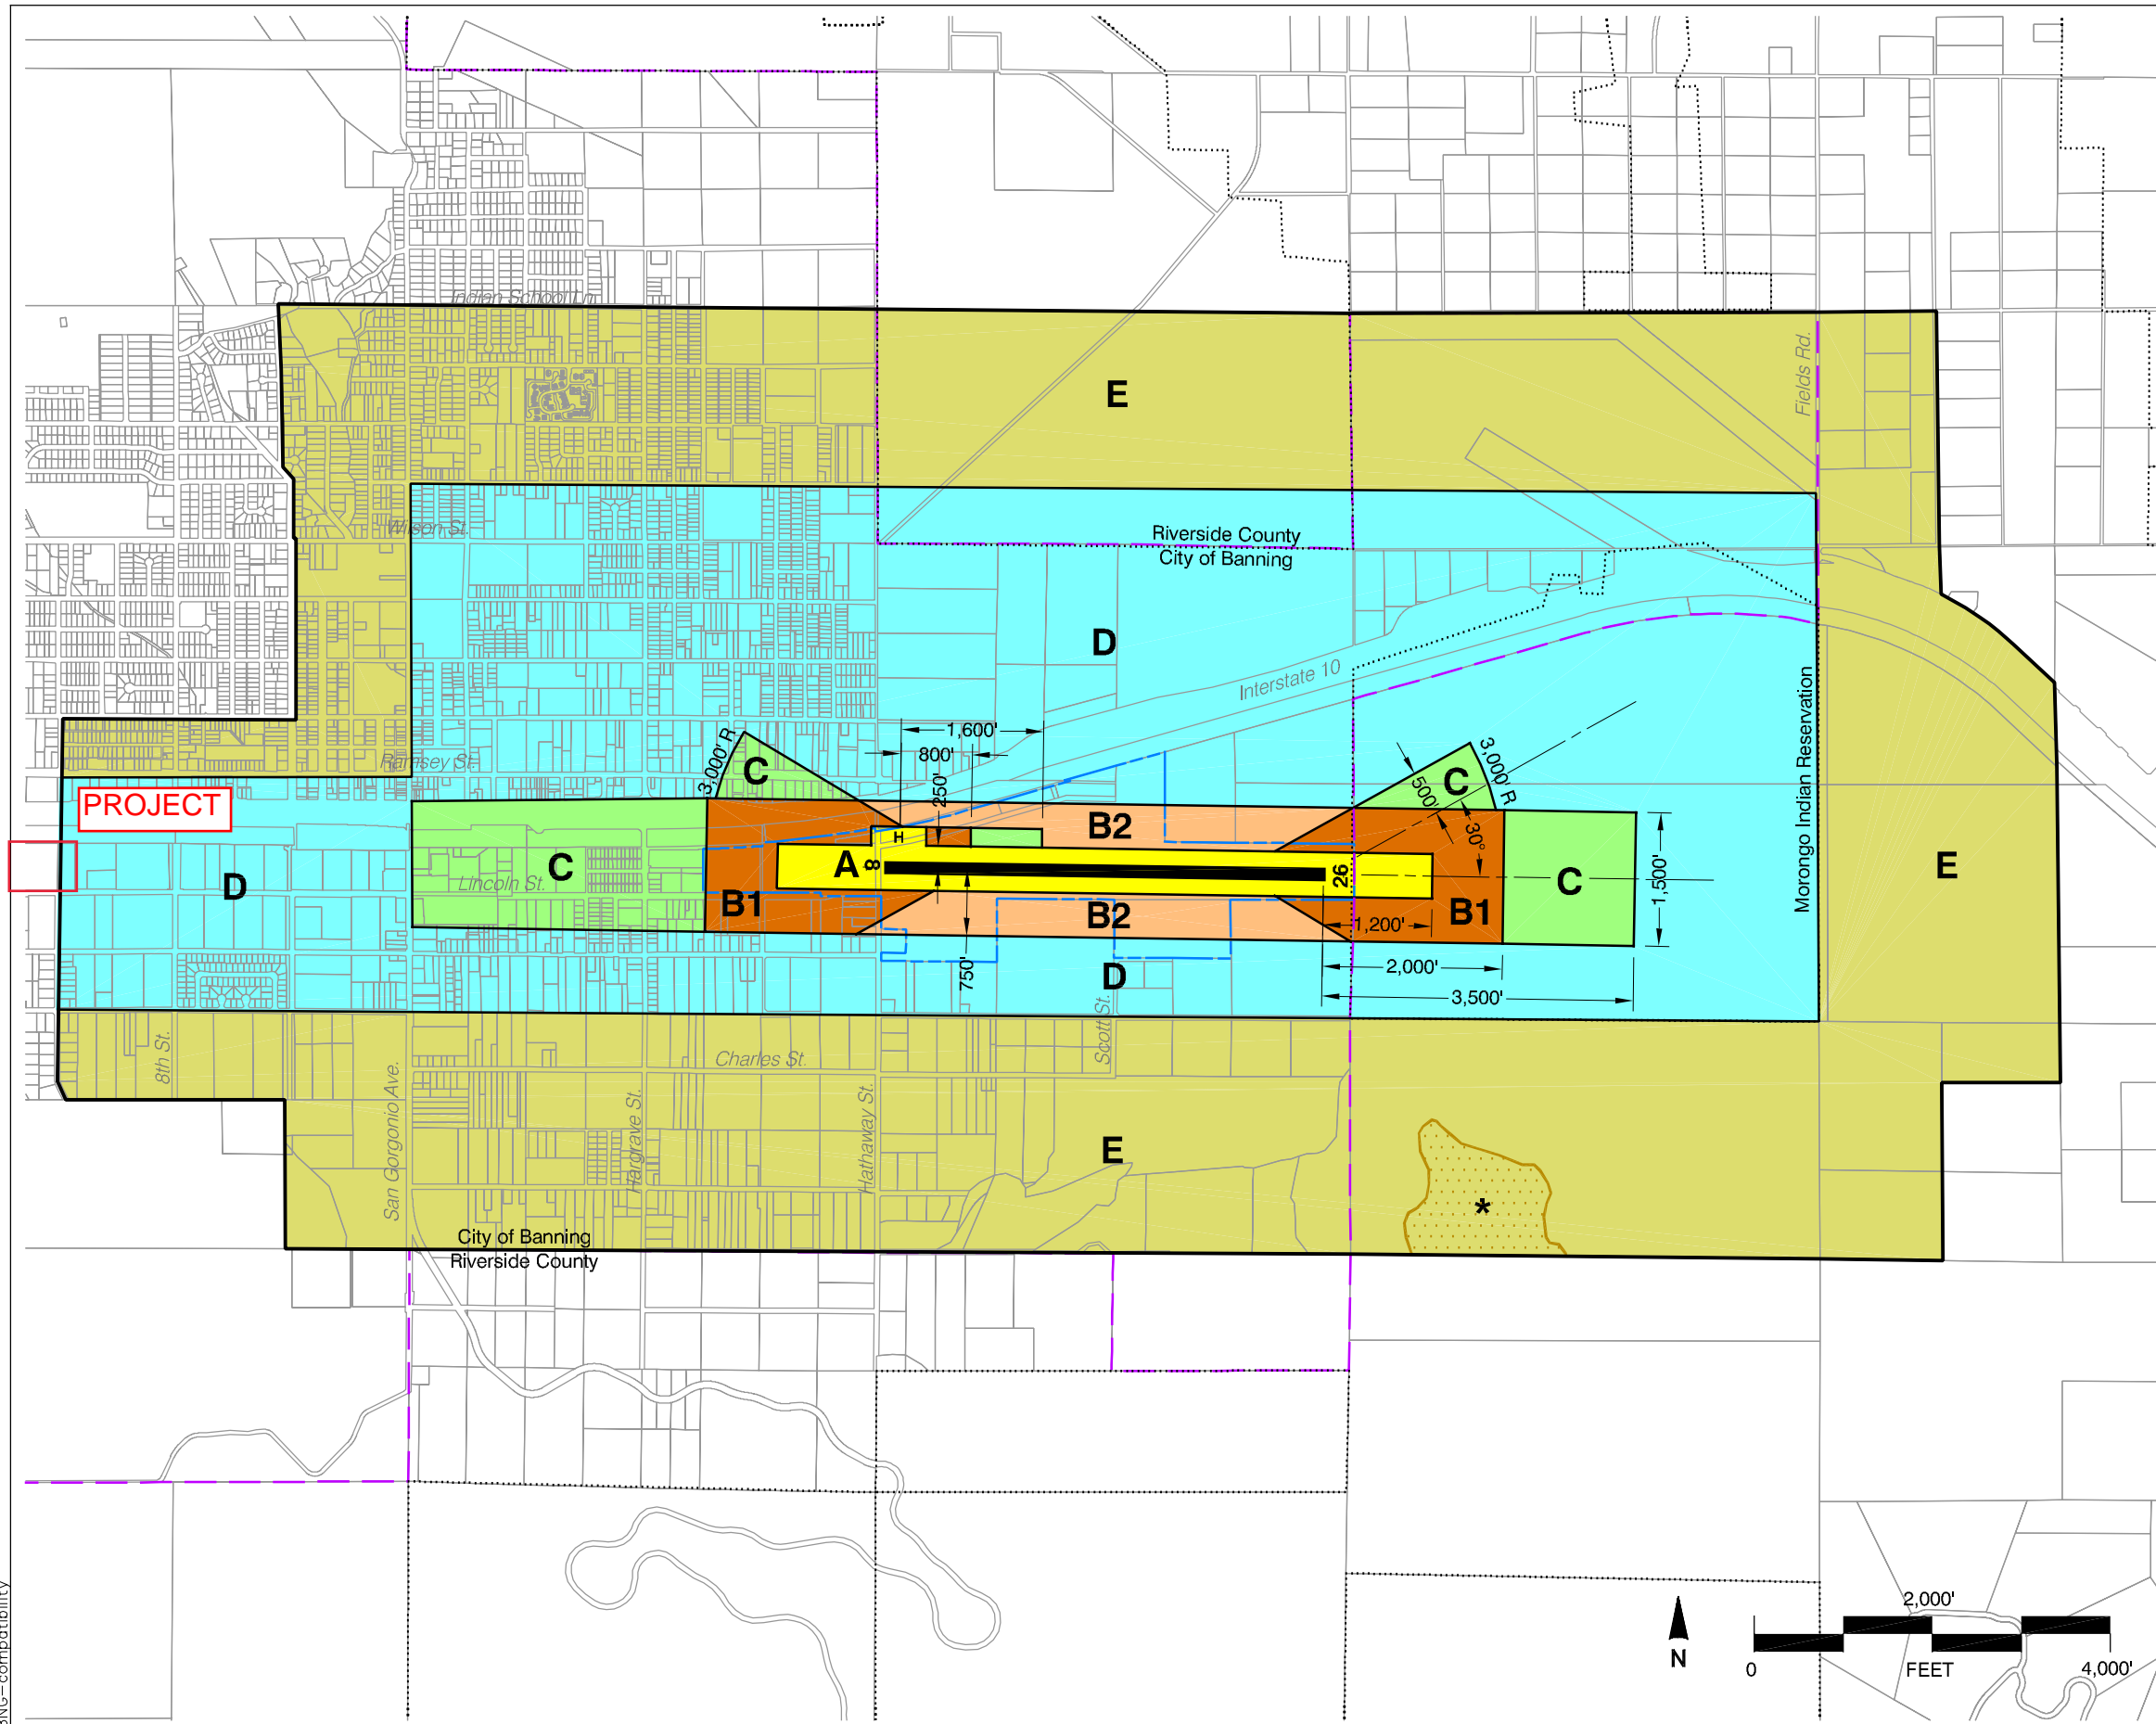 Indian School Ln.
Fields Rd.
E
Wilson St.
Riverside County
City of Banning
D
Interstate 10
Morongo Indian Reservation
1,600'
800'
250'
3,000' R
C
Ramsey St.
PROJECT
3,000' R
C
500'
30°
B2
H
A
8
26
C
Lincoln St.
D
B1
B2
B1
C
1,500'
E
1,200'
750'
D
2,000'
3,500'
Scott St.
8th St.
Charles St.
San Gorgonio Ave.
Hargrave St.
Hathaway St.
E
*
City of Banning
Riverside County
N
2,000'
0
FEET
4,000'
BNG-compatibility